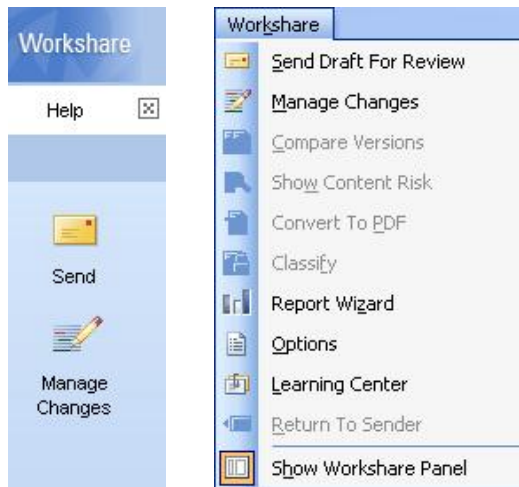 Workshare
Help
Send
Manage
Changes
Workshare
Send Draft For Review
Manage Changes
Compare Versions
Show Content Risk
Convert To PDF
Classify
Report Wizard
Options
Learning Center
Return To Sender
Show Workshare Panel